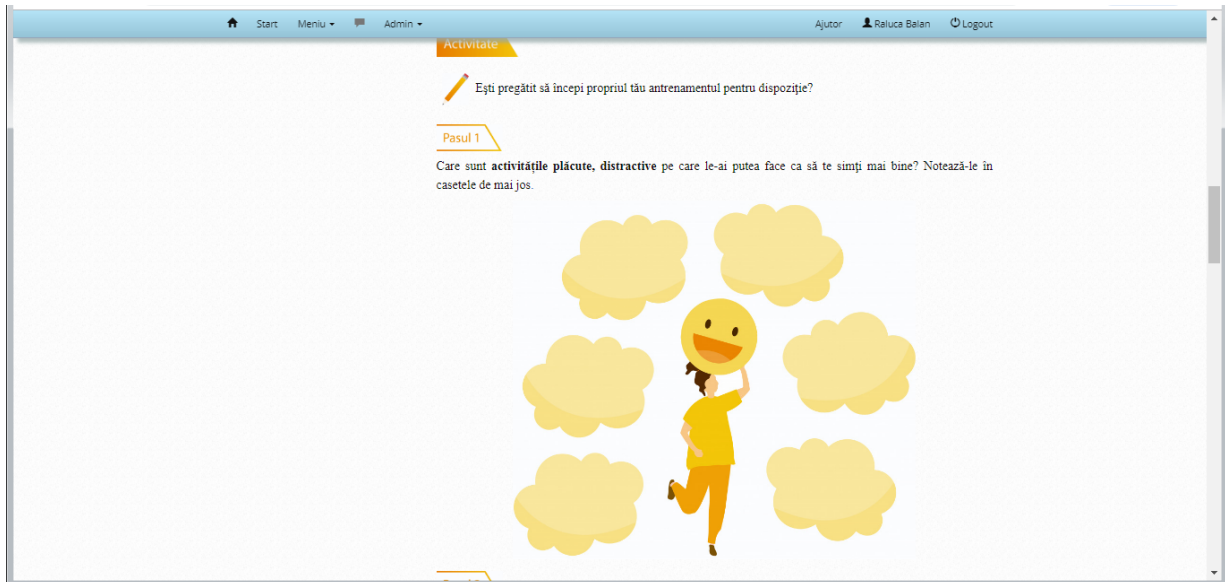 Start Meniu Admin Ajutor Raluca Balan Logout
Activitate
Ești pregătit să începi propriul tău antrenamentul pentru dispoziție?
Pasul 1
Care sunt activitățile plăcute, distractive pe care le-ai putea face ca să te simți mai bine? Notează-le în
casetele de mai jos.